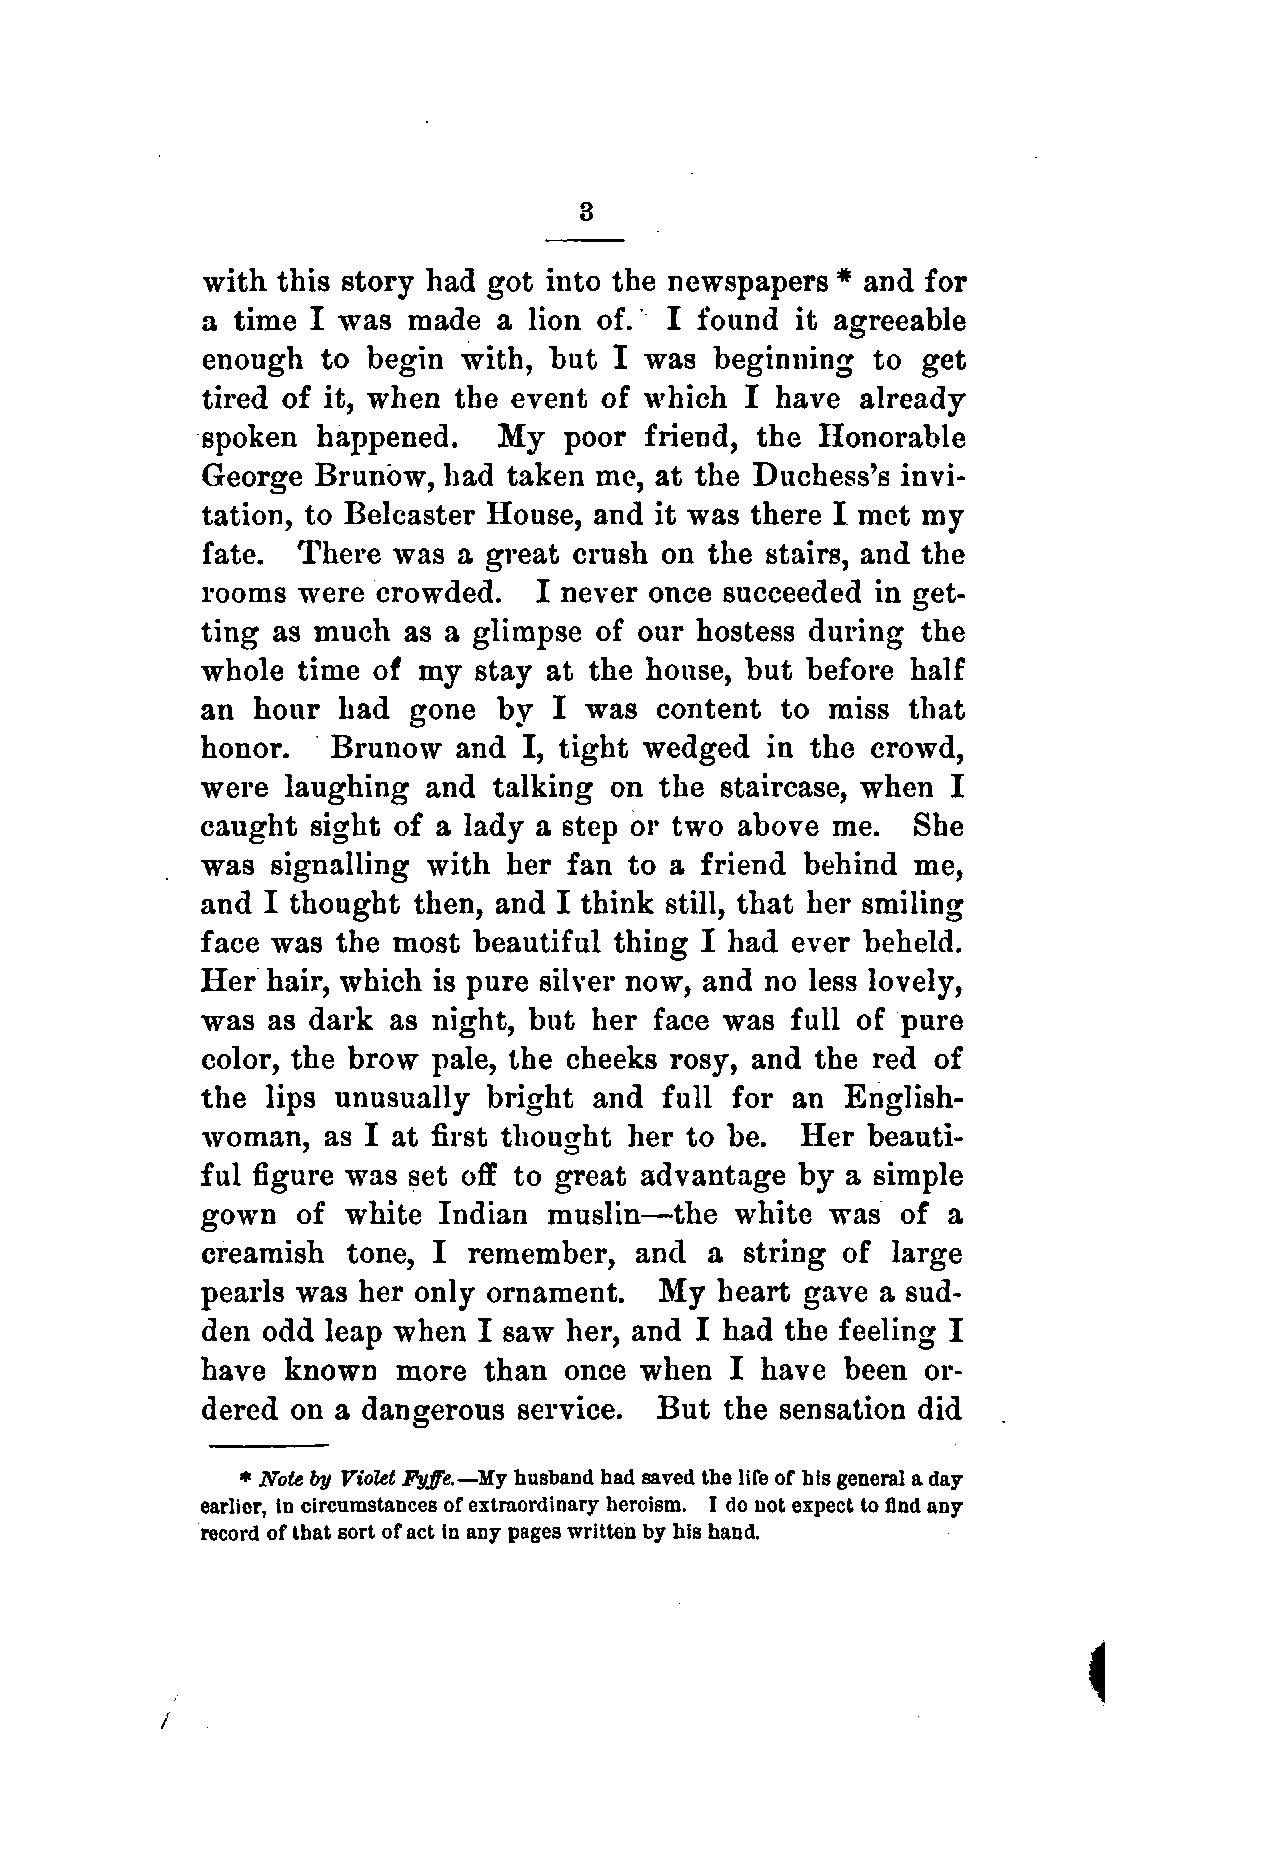 3
with this story had got into the newspapers * and for
a time I was made a lion of. I found it agreeable
enough to begin with, but I was beginning to get
tired of it, when the event of which I have already
spoken happened. My poor friend, the Honorable
George Brunow, had taken me, at the Duchess's invi-
tation, to Belcaster House, and it was there I met my
fate. There was a great crush on the stairs, and the
rooms were crowded. I never once succeeded in get-
ting as much as a glimpse of our hostess during the
whole time of my stay at the house, but before half
an hour had gone by I was content to miss that
honor. Brunow and I, tight wedged in the crowd,
were laughing and talking on the staircase, when I
caught sight of a lady a step or two above me. She
was signalling with her fan to a friend behind me,
and I thought then, and I think still, that her smiling
face was the most beautiful thing I had ever beheld.
Her hair, which is pure silver now, and no less lovely,
was as dark as night, but her face was full of pure
color, the brow pale, the cheeks rosy, and the red of
the lips unusually bright and full for an English-
woman, as I at first thought her to be. Her beauti-
ful figure was set off to great advantage by a simple
gown of white Indian muslin—the white was of a
creamish tone, I remember, and a string of large
pearls was her only ornament. My heart gave a sud-
den odd leap when I saw her, and I had the feeling I
have known more than once when I have been or-
dered on a dangerous service. But the sensation did
* Note by Violet Fyffe.—My husband had saved the life of his general a day
earlier, in circumstances of extraordinary heroism. I do not expect to find any
record of that sort of act in any pages written by his hand.